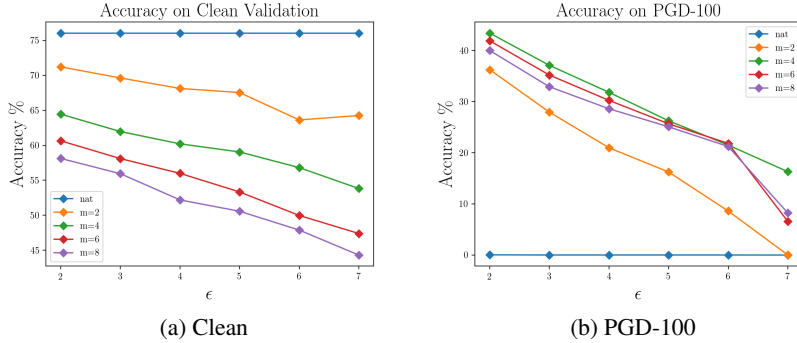 Accuracy on Clean Validation
75
70
65
60
55
50
45
Accuracy %
nat
m=2
m=4
m=6
m=8
2 3 4 5 6 7
ϵ
(a) Clean
Accuracy on PGD-100
40
30
20
10
0
Accuracy %
nat
m=2
m=4
m=6
m=8
2 3 4 5 6 7
ϵ
(b) PGD-100